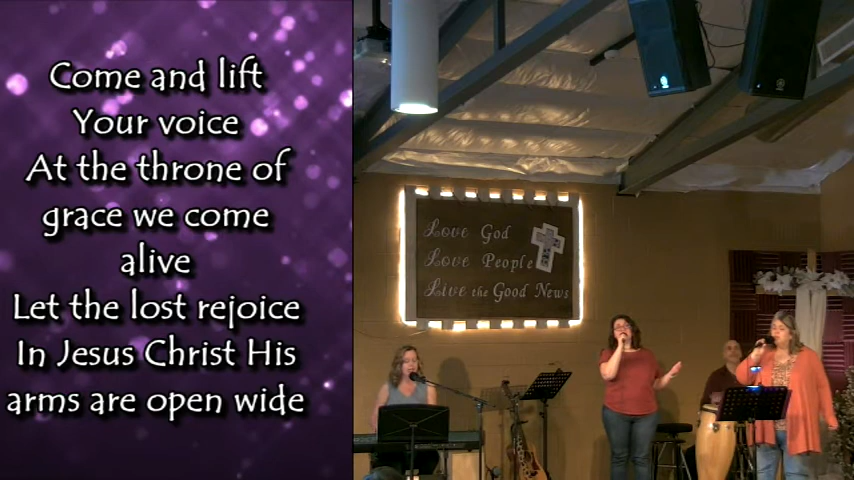 Come and lift
Your voice
At the throne of
grace we come
alive
Let the lost rejoice
In Jesus Christ His
arms are open wide
Love God
Love People
Live the Good News